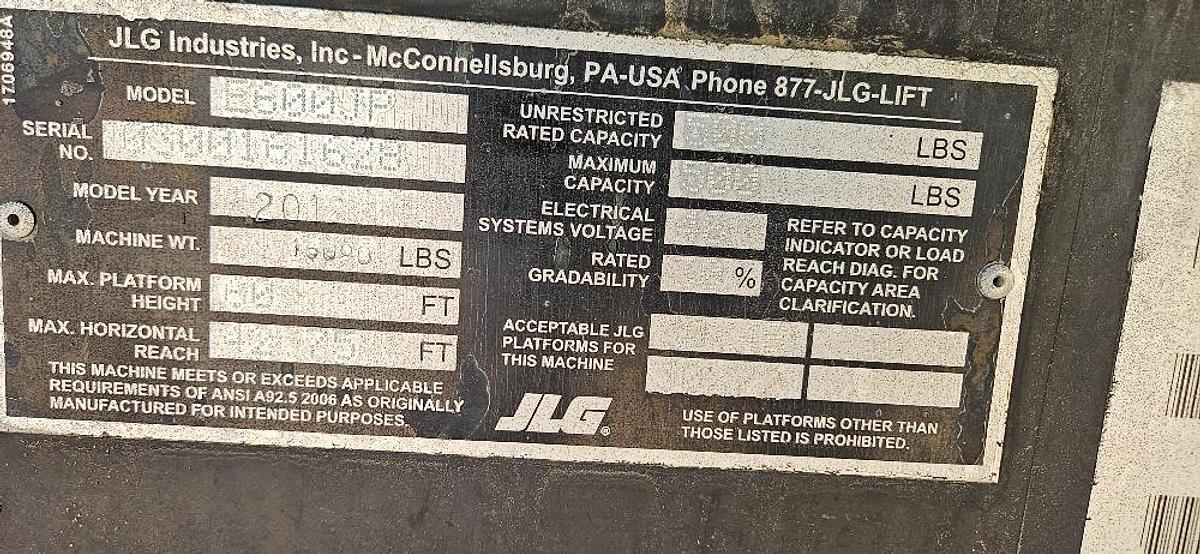 1706948A
JLG Industries, Inc - McConnellsburg, PA-USA Phone 877-JLG-LIFT
MODEL E600JP
SERIAL NO.
MODEL YEAR
MACHINE WT. LBS
MAX. PLATFORM HEIGHT 60 FT
MAX. HORIZONTAL REACH FT
THIS MACHINE MEETS OR EXCEEDS APPLICABLE
REQUIREMENTS OF ANSI A92.5 2006 AS ORIGINALLY
MANUFACTURED FOR INTENDED PURPOSES.
UNRESTRICTED
RATED CAPACITY 500 LBS
MAXIMUM
CAPACITY 500 LBS
ELECTRICAL
SYSTEMS VOLTAGE
RATED
GRADABILITY %
REFER TO CAPACITY
INDICATOR OR LOAD
REACH DIAG. FOR
CAPACITY AREA
CLARIFICATION.
ACCEPTABLE JLG
PLATFORMS FOR
THIS MACHINE
JLG®
USE OF PLATFORMS OTHER THAN
THOSE LISTED IS PROHIBITED.